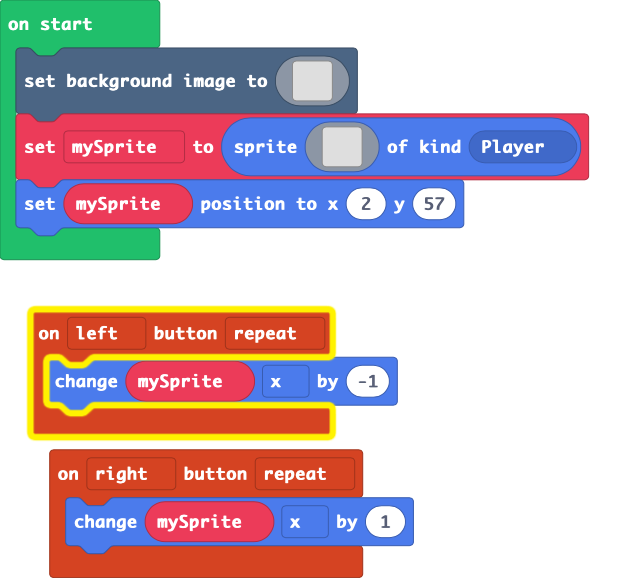 on start
set background image to
set mySprite to sprite of kind Player
set mySprite position to x 2 y 57
on left button repeat
change mySprite x by -1
on right button repeat
change mySprite x by 1